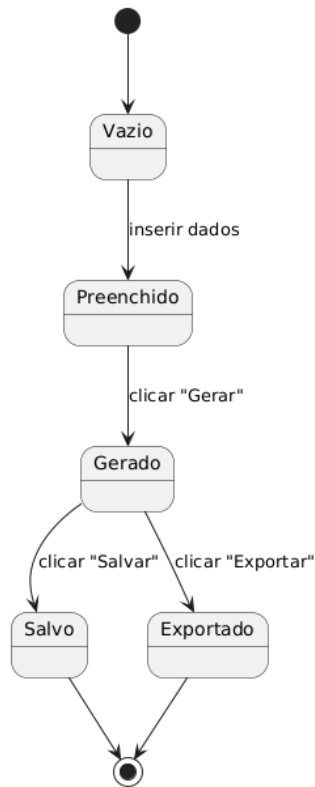 Vazio
inserir dados
Preenchido
clicar "Gerar"
Gerado
clicar "Salvar"
clicar "Exportar"
Salvo
Exportado